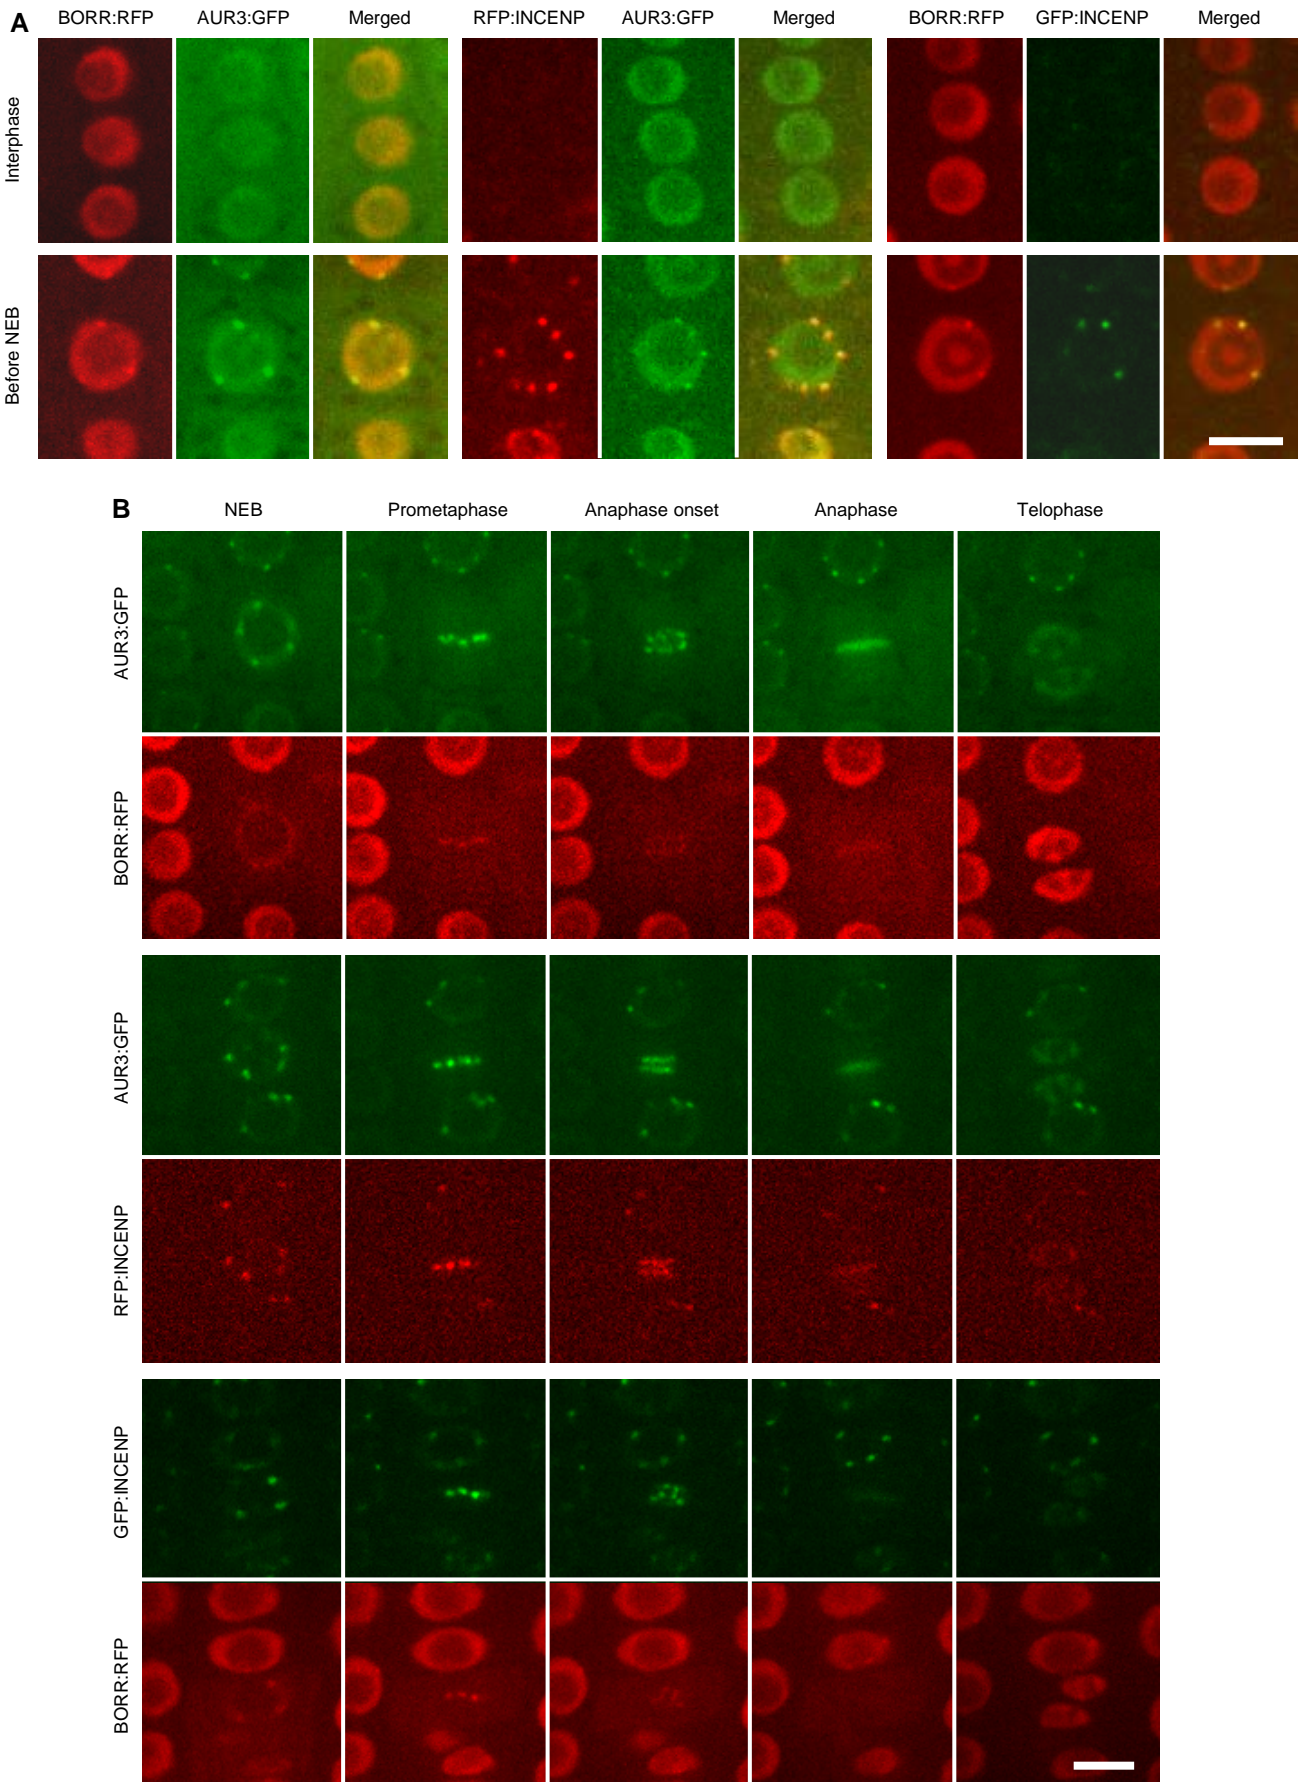 A
BORR:RFP AUR3:GFP Merged RFP:INCENP AUR3:GFP Merged BORR:RFP GFP:INCENP Merged
Interphase
Before NEB
B
NEB Prometaphase Anaphase onset Anaphase Telophase
AUR3:GFP
BORR:RFP
AUR3:GFP
RFP:INCENP
GFP:INCENP
BORR:RFP